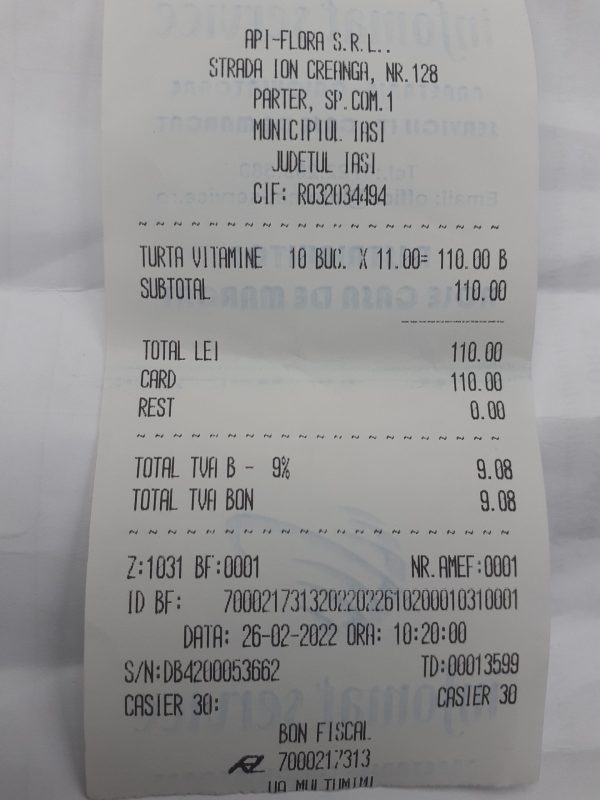 API-FLORA S.R.L..
STRADA ION CREANGA, NR.128
PARTER, SP.COM.1
MUNICIPIUL IASI
JUDETUL IASI
CIF: RO32034494
~ ~ ~ ~ ~ ~ ~ ~ ~ ~ ~ ~ ~ ~ ~ ~ ~ ~ ~ ~
TURTA VITAMINE 10 BUC. X 11.00= 110.00 B
SUBTOTAL 110.00
TOTAL LEI 110.00
CARD 110.00
REST 0.00
~ ~ ~ ~ ~ ~ ~ ~ ~ ~ ~ ~ ~ ~ ~ ~ ~ ~ ~ ~
TOTAL TVA B - 9% 9.08
TOTAL TVA BON 9.08
~ ~ ~ ~ ~ ~ ~ ~ ~ ~ ~ ~ ~ ~ ~ ~ ~ ~ ~ ~
Z:1031 BF:0001 NR.AMEF:0001
ID BF: 70002173132022022610200010310001
DATA: 26-02-2022 ORA: 10:20:00
S/N:DB4200053662 TD:00013599
CASIER 30: CASIER 30
BON FISCAL
7000217313
VA MULTUMIM!